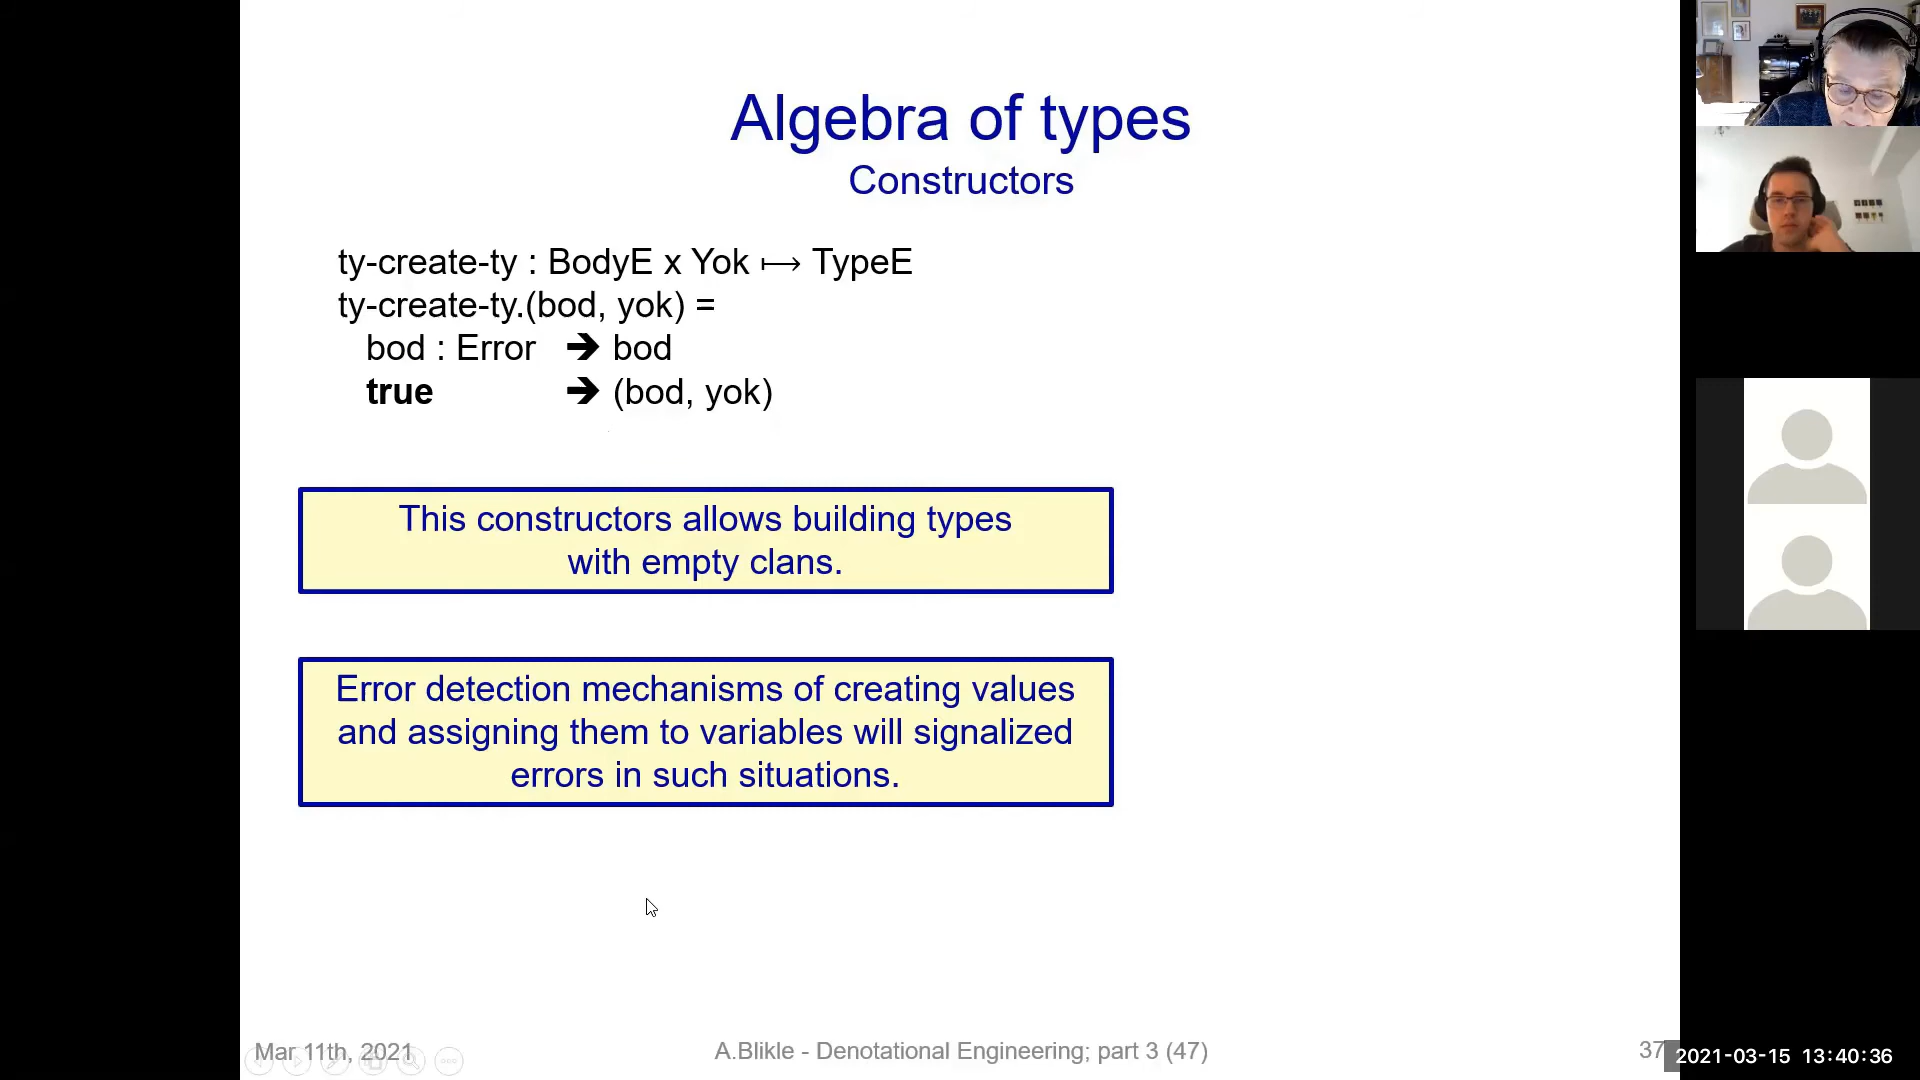 Algebra of types
Constructors
ty-create-ty : BodyE x Yok ⟼ TypeE
ty-create-ty.(bod, yok) =
bod : Error ➔ bod
true ➔ (bod, yok)
This constructors allows building types
with empty clans.
Error detection mechanisms of creating values
and assigning them to variables will signalized
errors in such situations.
Mar 11th, 2021
A.Blikle - Denotational Engineering; part 3 (47)
37
2021-03-15 13:40:36